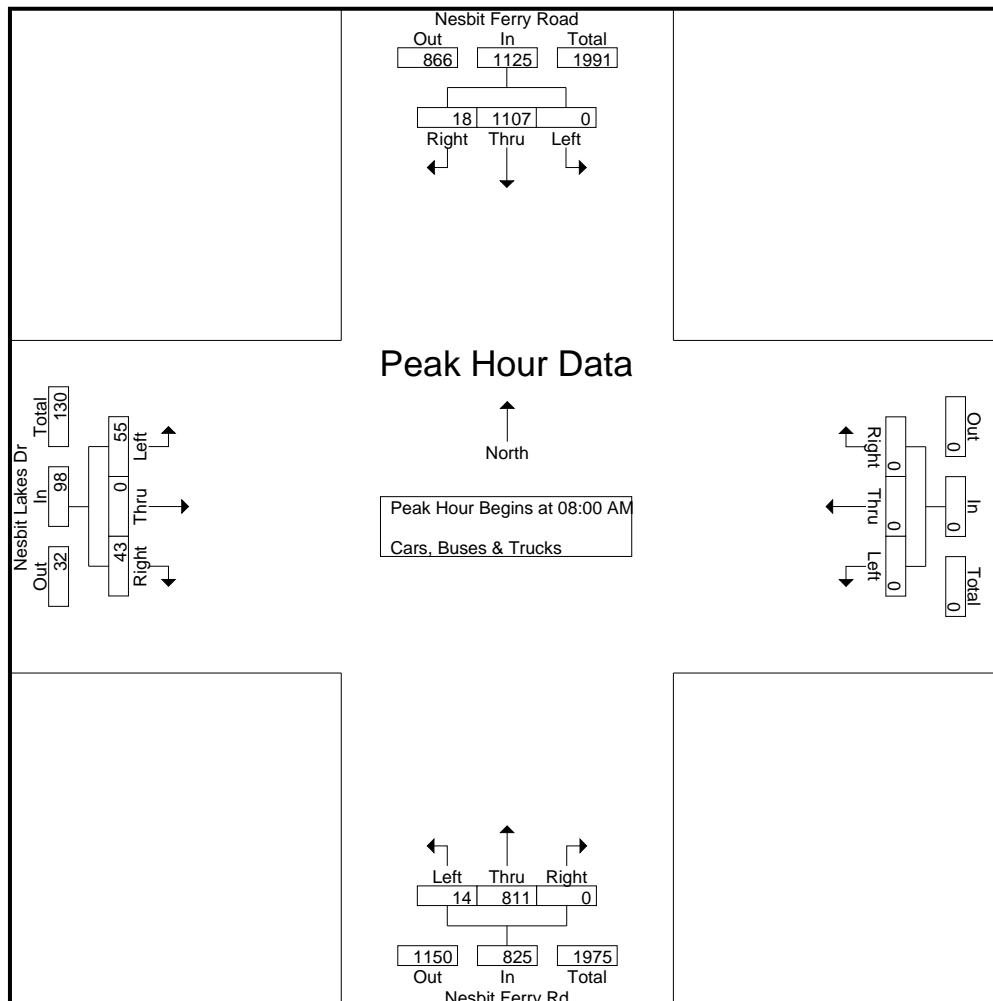 Nesbit Ferry Road
Out In Total
866 1125 1991
18 1107 0
Right Thru Left
Peak Hour Data
North
Peak Hour Begins at 08:00 AM
Cars, Buses & Trucks
Nesbit Lakes Dr
Out In Total
32 98 130
43 0 55
Right Thru Left
Right Thru Left
0 0 0
Out In Total
0 0 0
Left Thru Right
14 811 0
1150 825 1975
Out In Total
Nesbit Ferry Rd